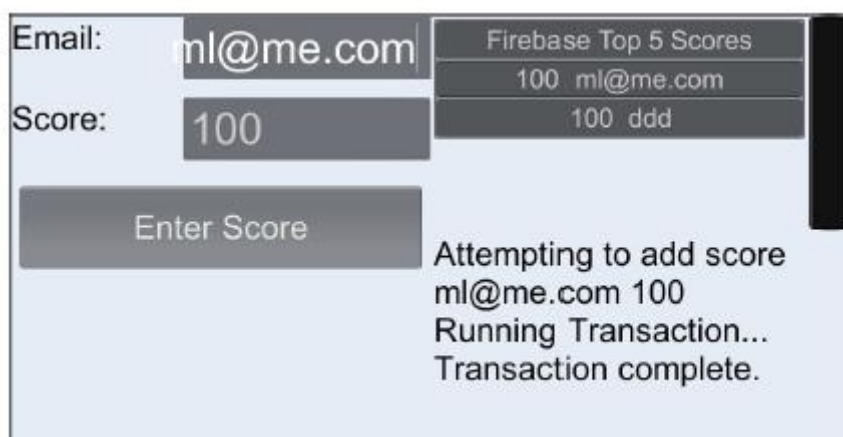 Email:
ml@me.com
Score:
100
Enter Score
Firebase Top 5 Scores
100 ml@me.com
100 ddd
Attempting to add score
ml@me.com 100
Running Transaction...
Transaction complete.